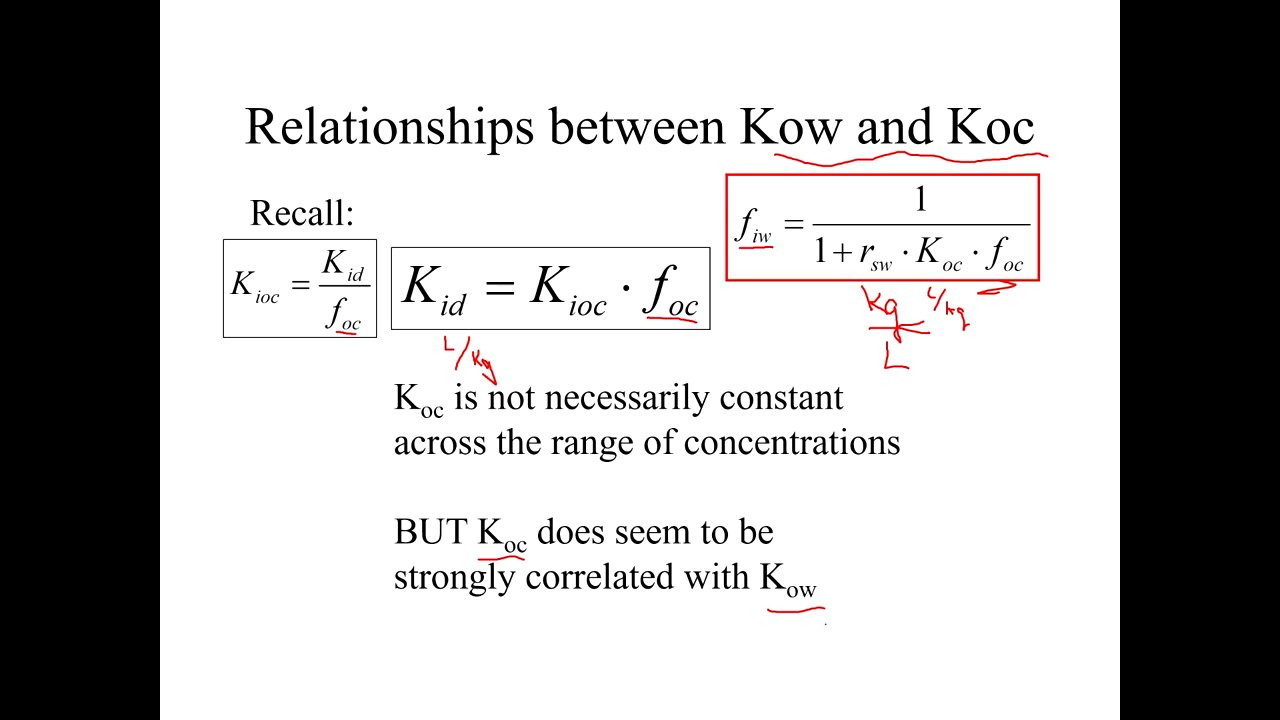 Relationships between Kow and Koc
Recall:
K_ioc = K_id / f_oc
K_id = K_ioc · f_oc
f_iw = 1 / (1 + r_sw · K_oc · f_oc)
L/kg
kg/L
L/kg
K_oc is not necessarily constant
across the range of concentrations
BUT K_oc does seem to be
strongly correlated with K_ow